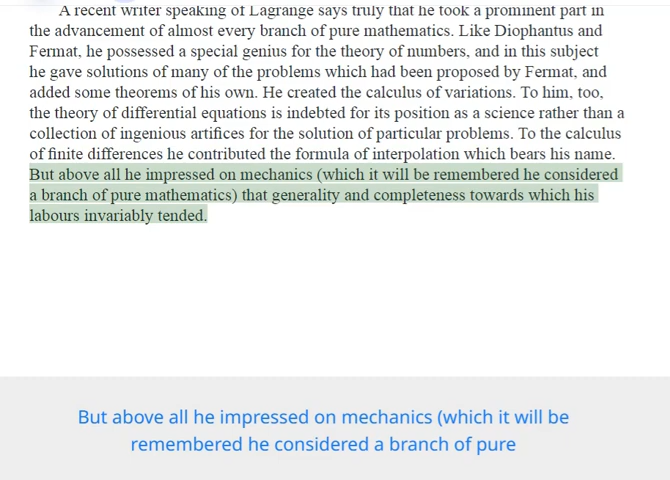 A recent writer speaking of Lagrange says truly that he took a prominent part in
the advancement of almost every branch of pure mathematics. Like Diophantus and
Fermat, he possessed a special genius for the theory of numbers, and in this subject
he gave solutions of many of the problems which had been proposed by Fermat, and
added some theorems of his own. He created the calculus of variations. To him, too,
the theory of differential equations is indebted for its position as a science rather than a
collection of ingenious artifices for the solution of particular problems. To the calculus
of finite differences he contributed the formula of interpolation which bears his name.
But above all he impressed on mechanics (which it will be remembered he considered
a branch of pure mathematics) that generality and completeness towards which his
labours invariably tended.
But above all he impressed on mechanics (which it will be
remembered he considered a branch of pure